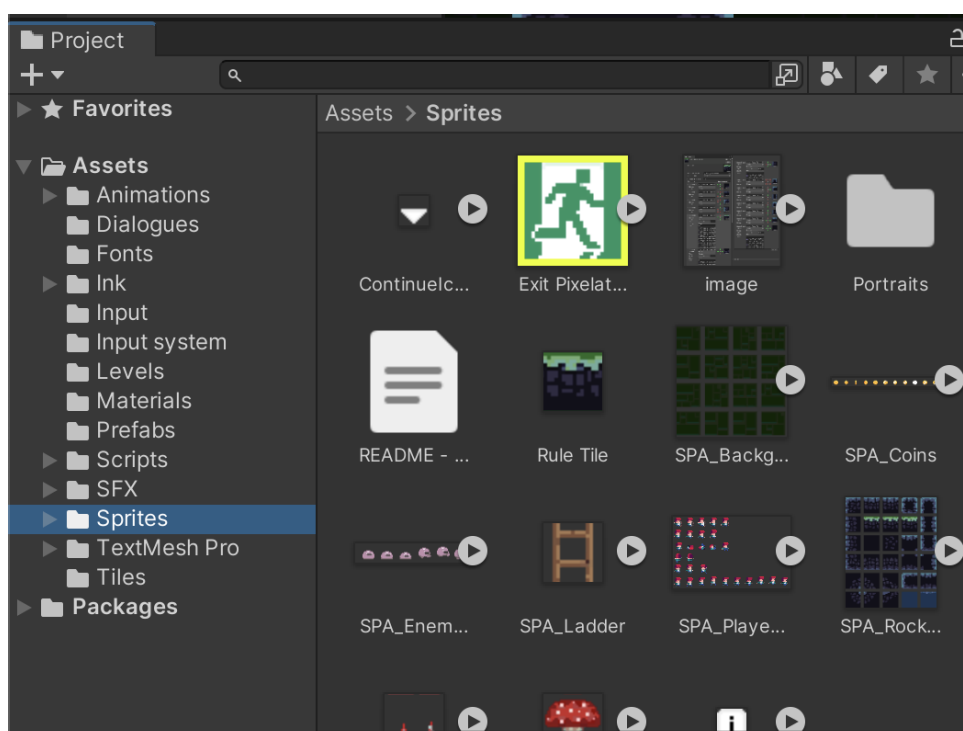 Project
Favorites
Assets > Sprites
Assets
Animations
Dialogues
Fonts
Ink
Input
Input system
Levels
Materials
Prefabs
Scripts
SFX
Sprites
TextMesh Pro
Tiles
Packages
ContinueIc...
Exit Pixelat...
image
Portraits
README - ...
Rule Tile
SPA_Backg...
SPA_Coins
SPA_Enem...
SPA_Ladder
SPA_Playe...
SPA_Rock...